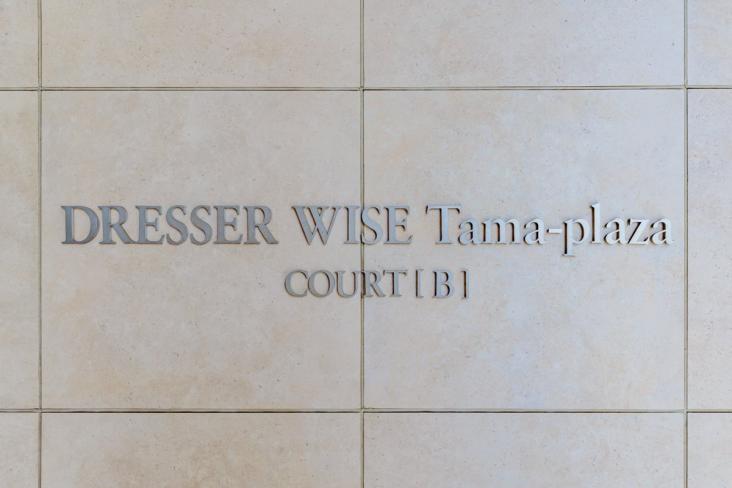 DRESSER WISE Tama-plaza
COURT [B]